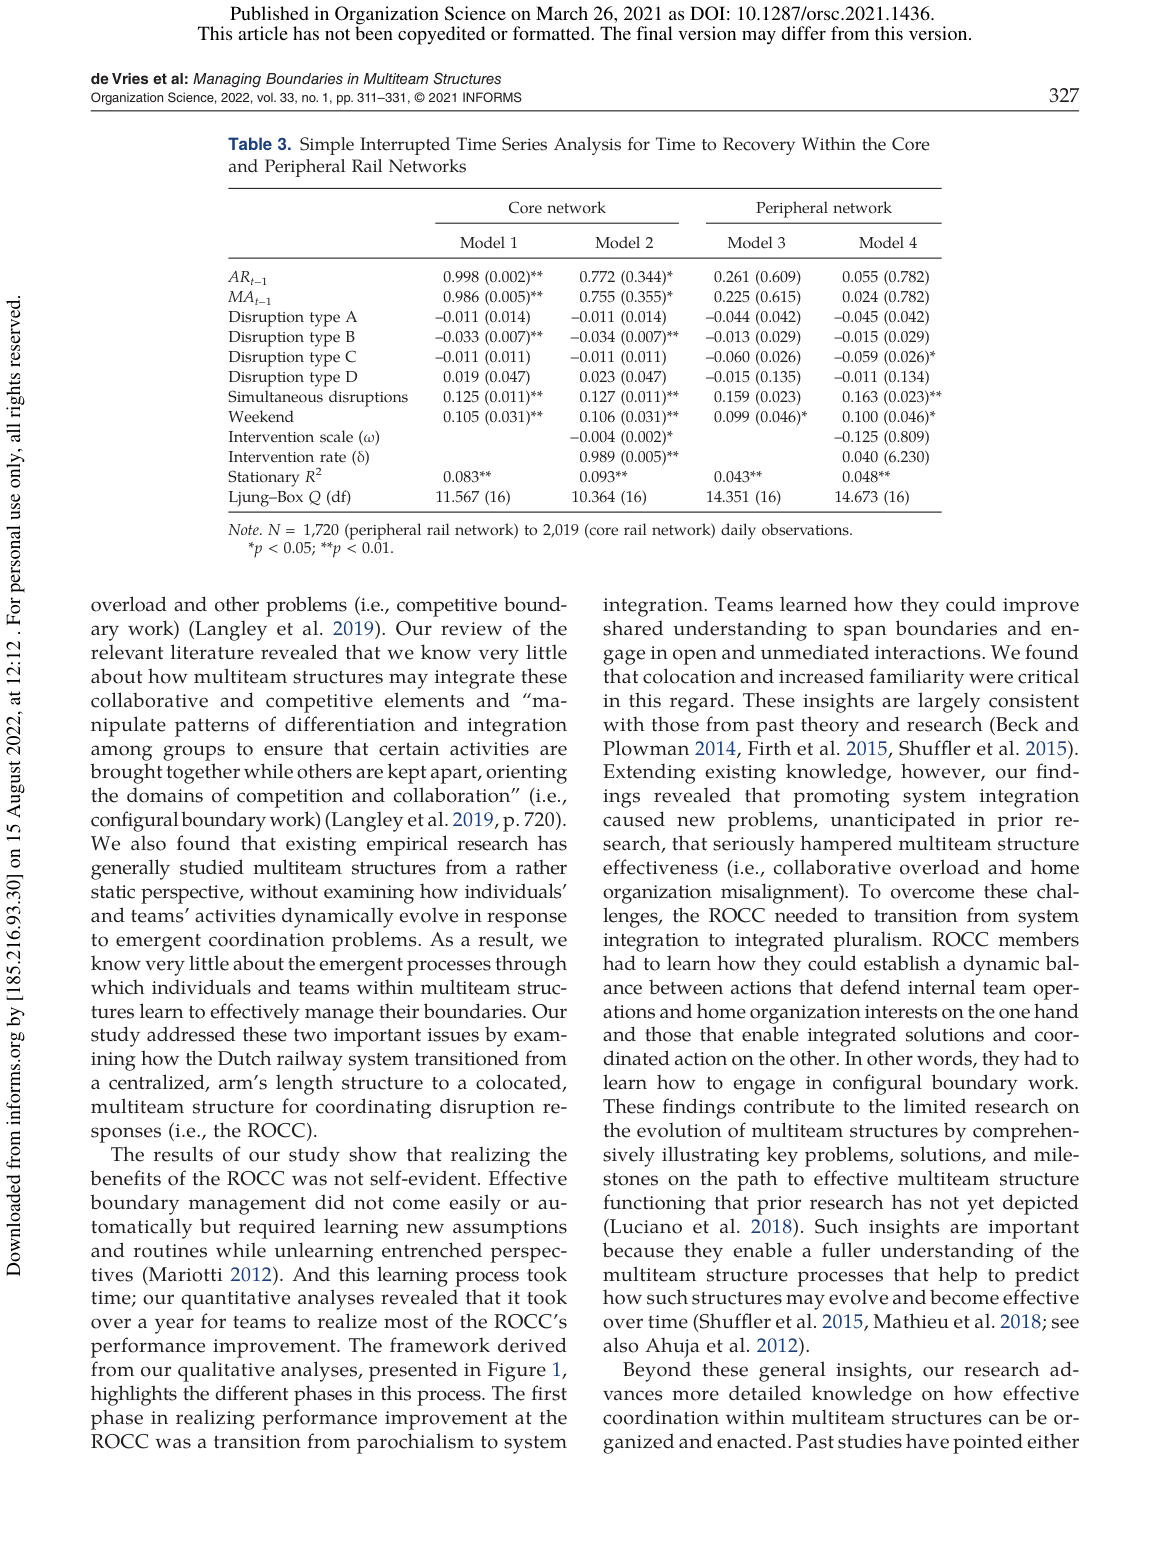 Published in Organization Science on March 26, 2021 as DOI: 10.1287/orsc.2021.1436.
This article has not been copyedited or formatted. The final version may differ from this version.
de Vries et al: Managing Boundaries in Multiteam Structures
Organization Science, 2022, vol. 33, no. 1, pp. 311–331, © 2021 INFORMS 327
Table 3. Simple Interrupted Time Series Analysis for Time to Recovery Within the Core
and Peripheral Rail Networks
Core network Peripheral network
Model 1 Model 2 Model 3 Model 4
ARt−1 0.998 (0.002)** 0.772 (0.344)* 0.261 (0.609) 0.055 (0.782)
MAt−1 0.986 (0.005)** 0.755 (0.355)* 0.225 (0.615) 0.024 (0.782)
Disruption type A –0.011 (0.014) –0.011 (0.014) –0.044 (0.042) –0.045 (0.042)
Disruption type B –0.033 (0.007)** –0.034 (0.007)** –0.013 (0.029) –0.015 (0.029)
Disruption type C –0.011 (0.011) –0.011 (0.011) –0.060 (0.026) –0.059 (0.026)*
Disruption type D 0.019 (0.047) 0.023 (0.047) –0.015 (0.135) –0.011 (0.134)
Simultaneous disruptions 0.125 (0.011)** 0.127 (0.011)** 0.159 (0.023) 0.163 (0.023)**
Weekend 0.105 (0.031)** 0.106 (0.031)** 0.099 (0.046)* 0.100 (0.046)*
Intervention scale (ω) –0.004 (0.002)* –0.125 (0.809)
Intervention rate (δ) 0.989 (0.005)** 0.040 (6.230)
Stationary R² 0.083** 0.093** 0.043** 0.048**
Ljung–Box Q (df) 11.567 (16) 10.364 (16) 14.351 (16) 14.673 (16)
Note. N = 1,720 (peripheral rail network) to 2,019 (core rail network) daily observations.
*p < 0.05; **p < 0.01.
overload and other problems (i.e., competitive bound-
ary work) (Langley et al. 2019). Our review of the
relevant literature revealed that we know very little
about how multiteam structures may integrate these
collaborative and competitive elements and “ma-
nipulate patterns of differentiation and integration
among groups to ensure that certain activities are
brought together while others are kept apart, orienting
the domains of competition and collaboration” (i.e.,
configural boundary work) (Langley et al. 2019, p. 720).
We also found that existing empirical research has
generally studied multiteam structures from a rather
static perspective, without examining how individuals’
and teams’ activities dynamically evolve in response
to emergent coordination problems. As a result, we
know very little about the emergent processes through
which individuals and teams within multiteam struc-
tures learn to effectively manage their boundaries. Our
study addressed these two important issues by exam-
ining how the Dutch railway system transitioned from
a centralized, arm’s length structure to a colocated,
multiteam structure for coordinating disruption re-
sponses (i.e., the ROCC).
The results of our study show that realizing the
benefits of the ROCC was not self-evident. Effective
boundary management did not come easily or au-
tomatically but required learning new assumptions
and routines while unlearning entrenched perspec-
tives (Mariotti 2012). And this learning process took
time; our quantitative analyses revealed that it took
over a year for teams to realize most of the ROCC’s
performance improvement. The framework derived
from our qualitative analyses, presented in Figure 1,
highlights the different phases in this process. The first
phase in realizing performance improvement at the
ROCC was a transition from parochialism to system
integration. Teams learned how they could improve
shared understanding to span boundaries and en-
gage in open and unmediated interactions. We found
that colocation and increased familiarity were critical
in this regard. These insights are largely consistent
with those from past theory and research (Beck and
Plowman 2014, Firth et al. 2015, Shuffler et al. 2015).
Extending existing knowledge, however, our find-
ings revealed that promoting system integration
caused new problems, unanticipated in prior re-
search, that seriously hampered multiteam structure
effectiveness (i.e., collaborative overload and home
organization misalignment). To overcome these chal-
lenges, the ROCC needed to transition from system
integration to integrated pluralism. ROCC members
had to learn how they could establish a dynamic bal-
ance between actions that defend internal team oper-
ations and home organization interests on the one hand
and those that enable integrated solutions and coor-
dinated action on the other. In other words, they had to
learn how to engage in configural boundary work.
These findings contribute to the limited research on
the evolution of multiteam structures by comprehen-
sively illustrating key problems, solutions, and mile-
stones on the path to effective multiteam structure
functioning that prior research has not yet depicted
(Luciano et al. 2018). Such insights are important
because they enable a fuller understanding of the
multiteam structure processes that help to predict
how such structures may evolve and become effective
over time (Shuffler et al. 2015, Mathieu et al. 2018; see
also Ahuja et al. 2012).
Beyond these general insights, our research ad-
vances more detailed knowledge on how effective
coordination within multiteam structures can be or-
ganized and enacted. Past studies have pointed either
Downloaded from informs.org by [185.216.93.30] on 15 August 2022, at 12:12 . For personal use only, all rights reserved.